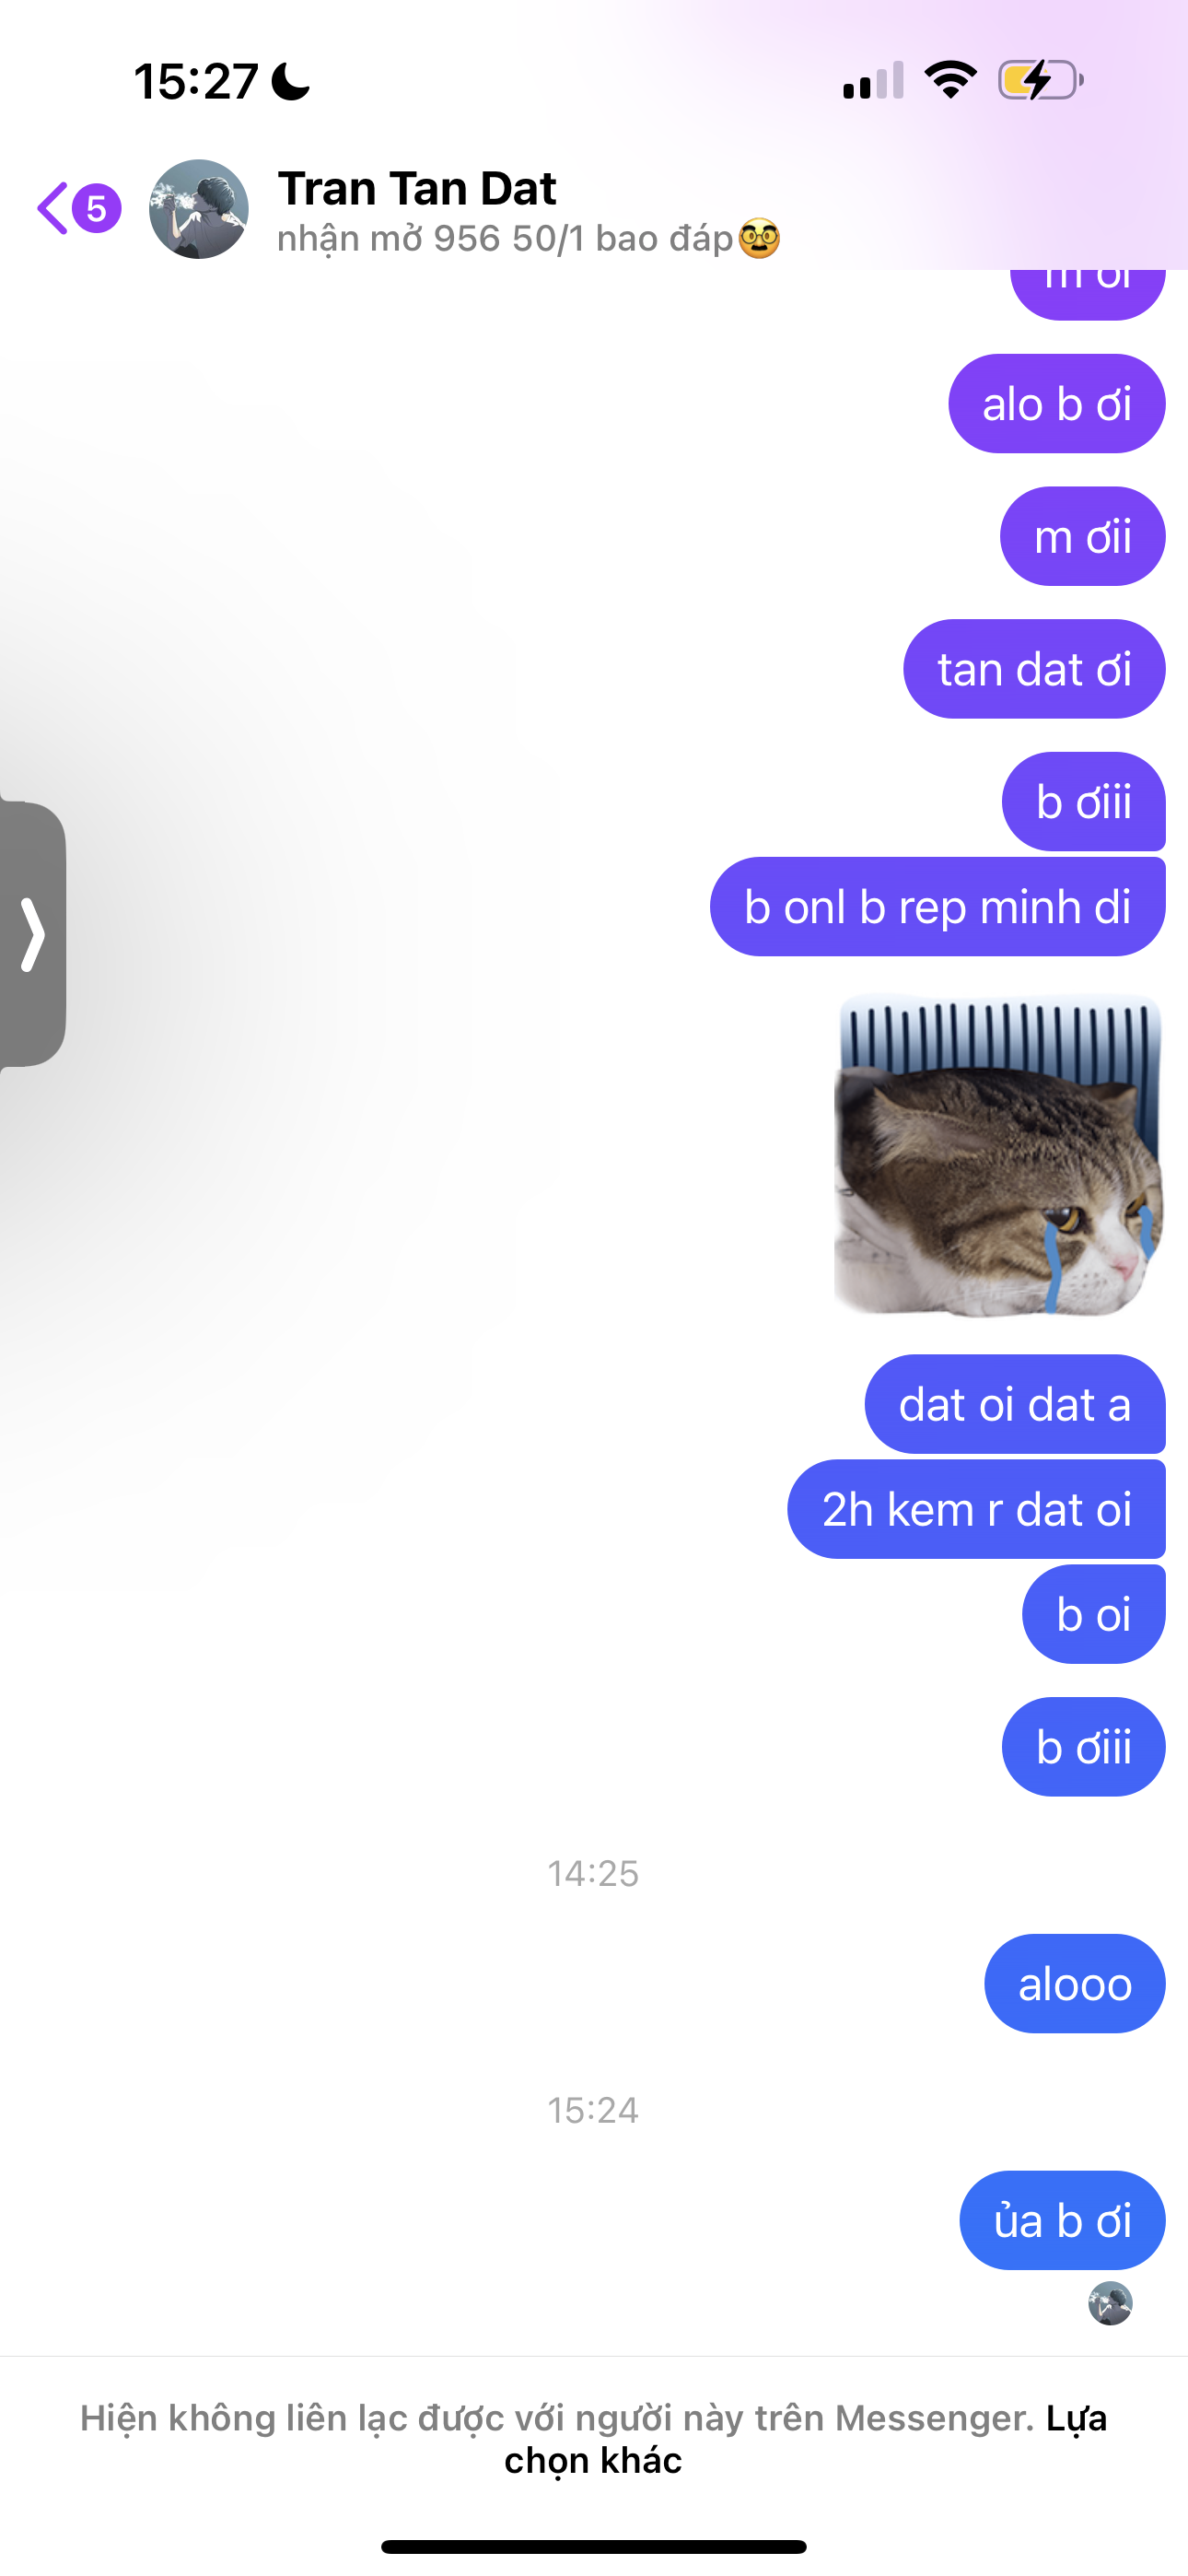 15:27
5
Tran Tan Dat
nhận mở 956 50/1 bao đáp🥸
m ơi
alo b ơi
m ơii
tan dat ơi
b ơiii
b onl b rep minh di
dat oi dat a
2h kem r dat oi
b oi
b ơiii
14:25
alooo
15:24
ủa b ơi
Hiện không liên lạc được với người này trên Messenger. Lựa
chọn khác